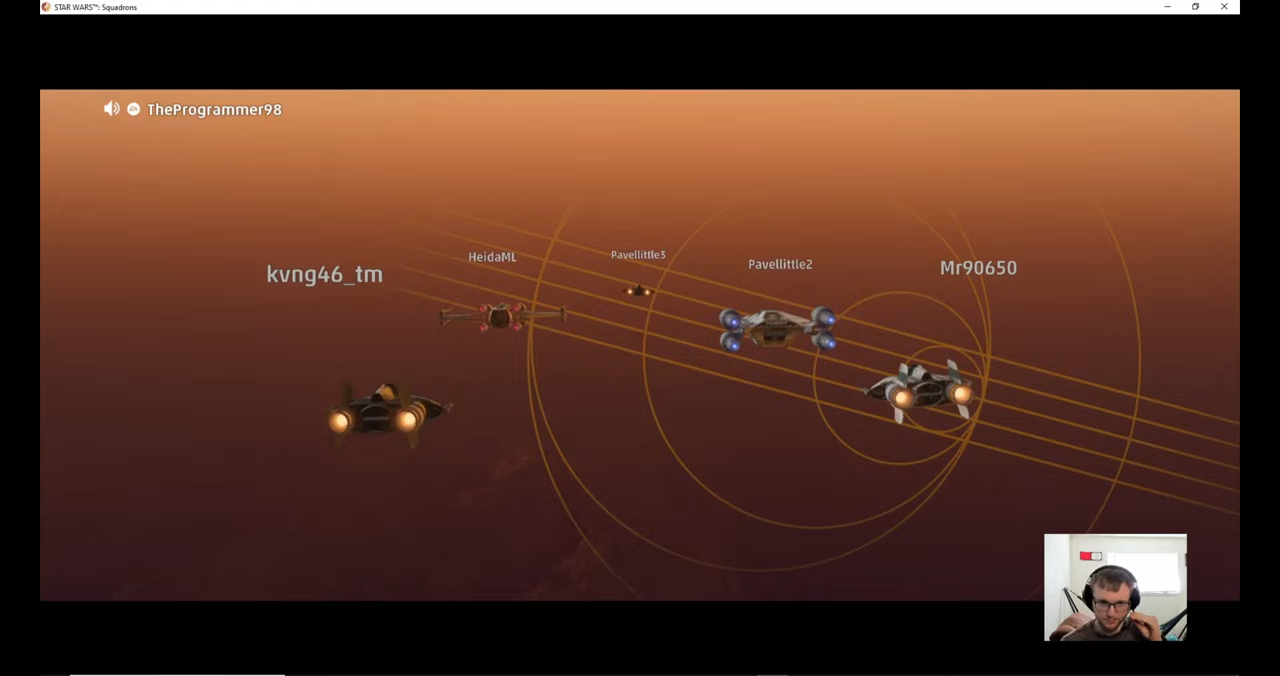 STAR WARS™: Squadrons
TheProgrammer98
kvng46_tm
HeidaML
Pavellittle3
Pavellittle2
Mr90650